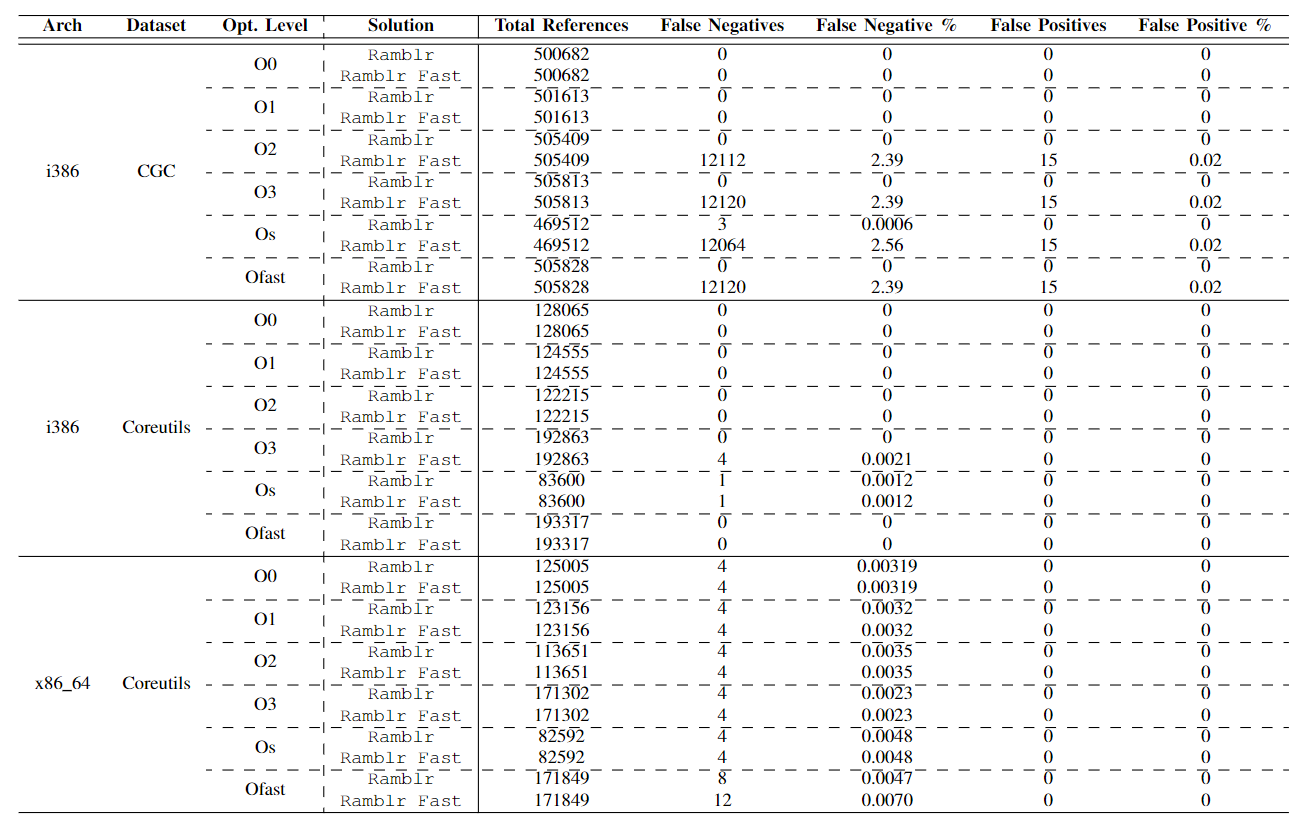 Arch Dataset Opt. Level Solution Total References False Negatives False Negative % False Positives False Positive %
O0 Ramblr 500682 0 0 0 0
Ramblr Fast 500682 0 0 0 0
O1 Ramblr 501613 0 0 0 0
Ramblr Fast 501613 0 0 0 0
O2 Ramblr 505409 0 0 0 0
i386 CGC Ramblr Fast 505409 12112 2.39 15 0.02
O3 Ramblr 505813 0 0 0 0
Ramblr Fast 505813 12120 2.39 15 0.02
Os Ramblr 469512 3 0.0006 0 0
Ramblr Fast 469512 12064 2.56 15 0.02
Ofast Ramblr 505828 0 0 0 0
Ramblr Fast 505828 12120 2.39 15 0.02
O0 Ramblr 128065 0 0 0 0
Ramblr Fast 128065 0 0 0 0
O1 Ramblr 124555 0 0 0 0
Ramblr Fast 124555 0 0 0 0
O2 Ramblr 122215 0 0 0 0
Ramblr Fast 122215 0 0 0 0
i386 Coreutils O3 Ramblr 192863 0 0 0 0
Ramblr Fast 192863 4 0.0021 0 0
Os Ramblr 83600 1 0.0012 0 0
Ramblr Fast 83600 1 0.0012 0 0
Ofast Ramblr 193317 0 0 0 0
Ramblr Fast 193317 0 0 0 0
O0 Ramblr 125005 4 0.00319 0 0
Ramblr Fast 125005 4 0.00319 0 0
O1 Ramblr 123156 4 0.0032 0 0
Ramblr Fast 123156 4 0.0032 0 0
O2 Ramblr 113651 4 0.0035 0 0
Ramblr Fast 113651 4 0.0035 0 0
x86_64 Coreutils O3 Ramblr 171302 4 0.0023 0 0
Ramblr Fast 171302 4 0.0023 0 0
Os Ramblr 82592 4 0.0048 0 0
Ramblr Fast 82592 4 0.0048 0 0
Ofast Ramblr 171849 8 0.0047 0 0
Ramblr Fast 171849 12 0.0070 0 0